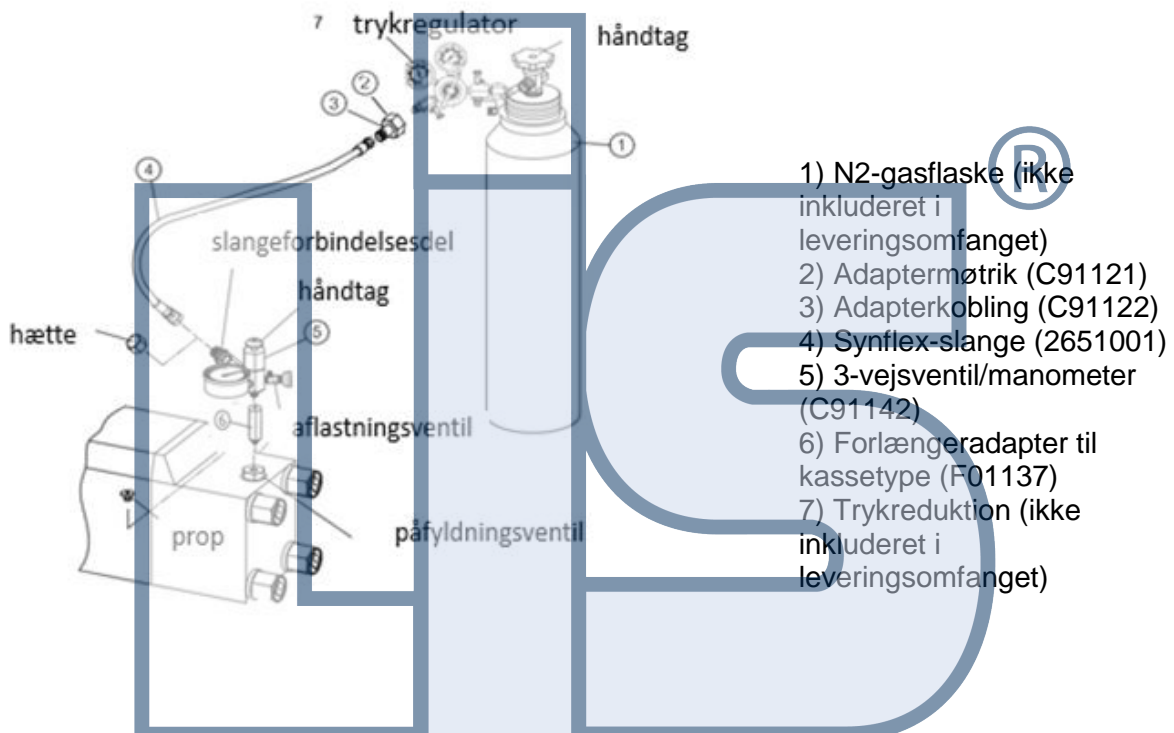 7 trykregulator
håndtag
2
3
1
4
slangeforbindelsesdel
håndtag
hætte
5
6
aflastningsventil
prop
påfyldningsventil
®
1) N2-gasflaske (ikke
inkluderet i
leveringsomfanget)
2) Adaptermøtrik (C91121)
3) Adapterkobling (C91122)
4) Synflex-slange (2651001)
5) 3-vejsventil/manometer
(C91142)
6) Forlængeradapter til
kassetype (F01137)
7) Trykreduktion (ikke
inkluderet i
leveringsomfanget)